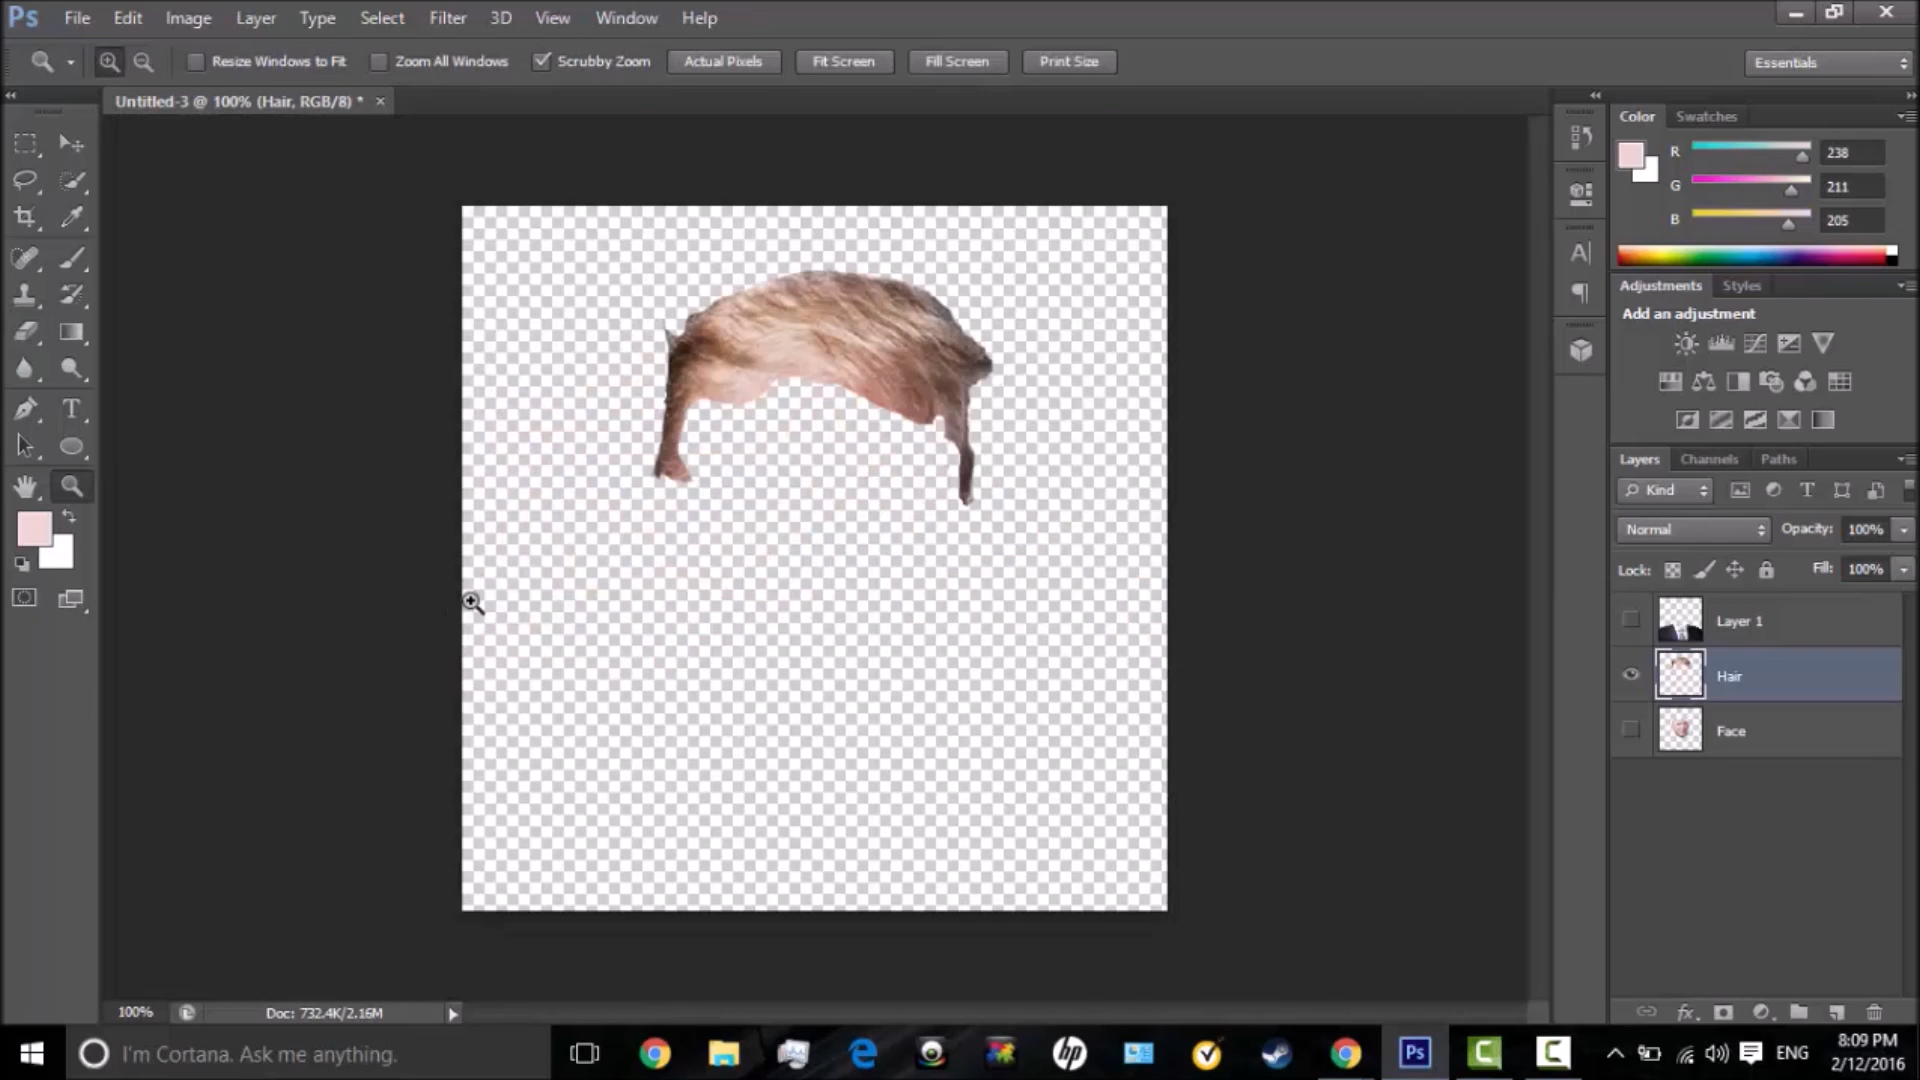 Ps File Edit Image Layer Type Select Filter 3D View Window Help
Resize Windows to Fit Zoom All Windows Scrubby Zoom Actual Pixels Fit Screen Fill Screen Print Size Essentials
Untitled-3 @ 100% (Hair, RGB/8) * ×
Color Swatches
R 238
G 211
B 205
Adjustments Styles
Add an adjustment
Layers Channels Paths
Kind
Normal Opacity: 100%
Lock: Fill: 100%
Layer 1
Hair
Face
100% Doc: 732.4K/2.16M
I'm Cortana. Ask me anything. hp Ps ENG
8:09 PM
2/12/2016